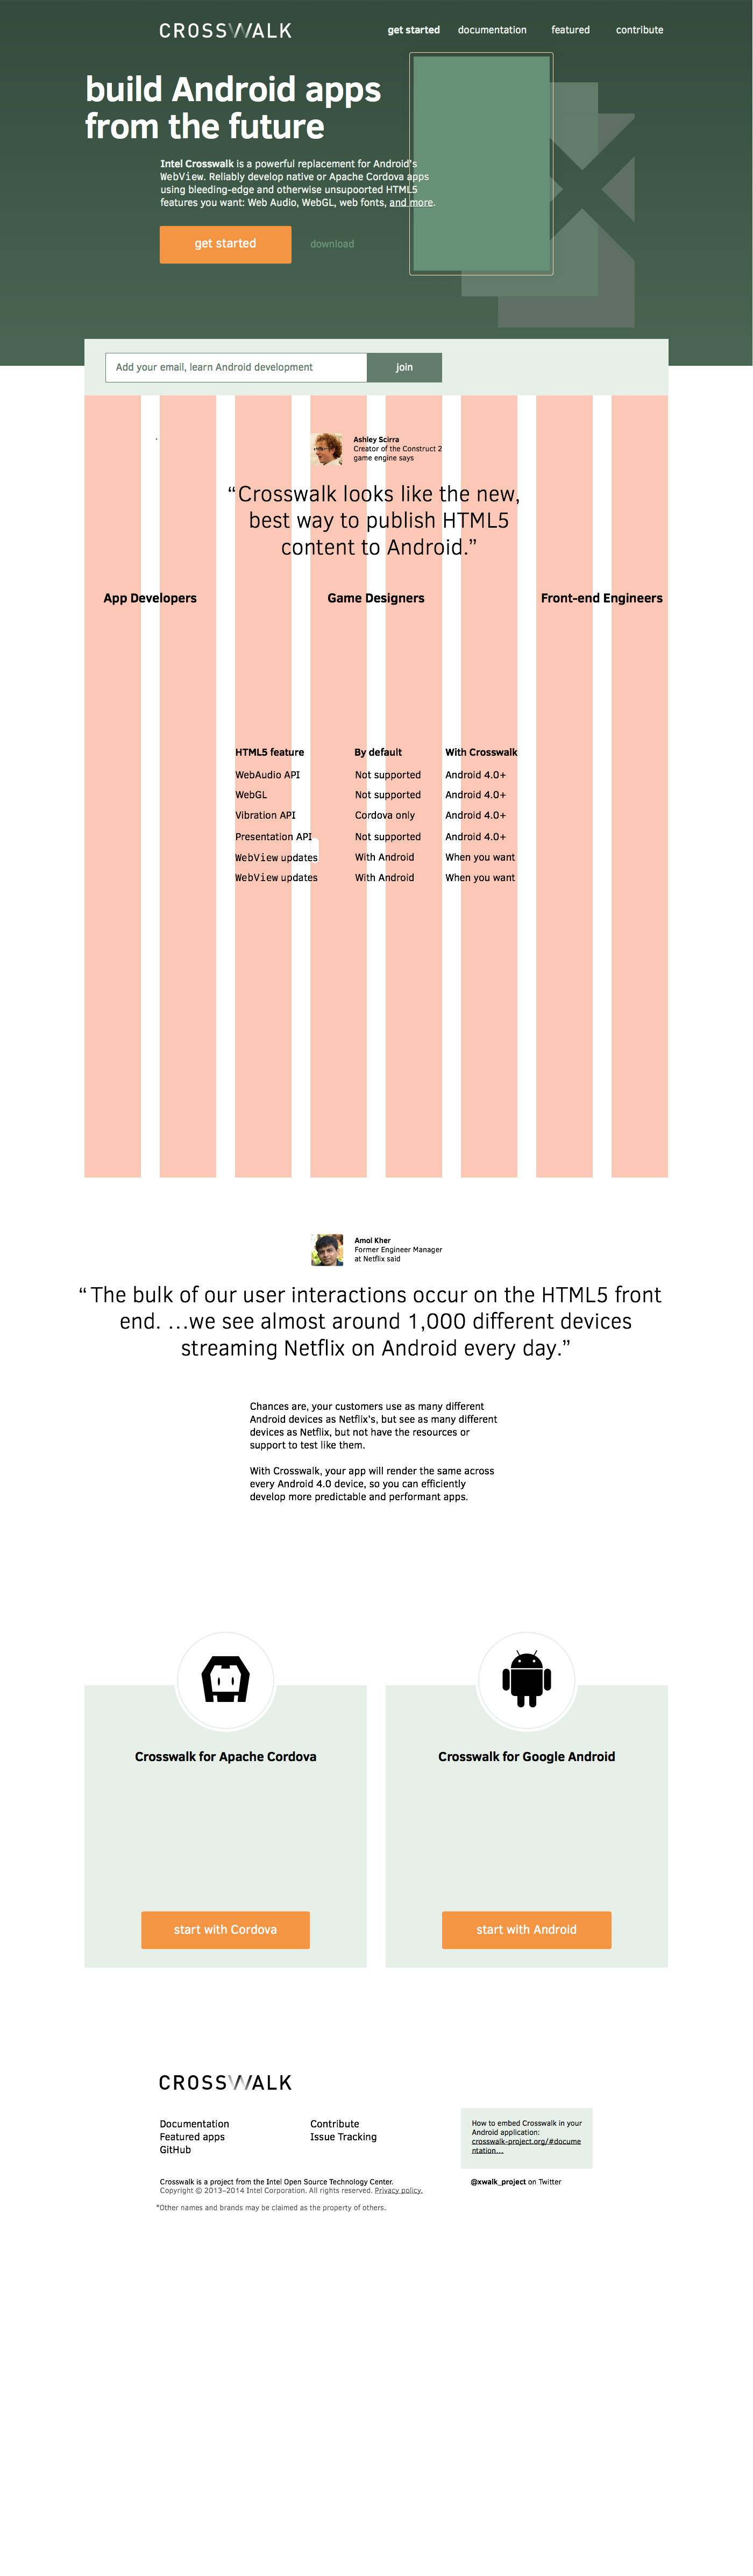 CROSSWALK
get started documentation featured contribute
build Android apps
from the future
Intel Crosswalk is a powerful replacement for Android's
WebView. Reliably develop native or Apache Cordova apps
using bleeding-edge and otherwise unsupoorted HTML5
features you want: Web Audio, WebGL, web fonts, and more.
get started
download
Add your email, learn Android development
join
Ashley Scirra
Creator of the Construct 2
game engine says
“Crosswalk looks like the new,
best way to publish HTML5
content to Android.”
App Developers
Game Designers
Front-end Engineers
HTML5 feature By default With Crosswalk
WebAudio API Not supported Android 4.0+
WebGL Not supported Android 4.0+
Vibration API Cordova only Android 4.0+
Presentation API Not supported Android 4.0+
WebView updates With Android When you want
WebView updates With Android When you want
Amol Kher
Former Engineer Manager
at Netflix said
“The bulk of our user interactions occur on the HTML5 front
end. …we see almost around 1,000 different devices
streaming Netflix on Android every day.”
Chances are, your customers use as many different
Android devices as Netflix’s, but see as many different
devices as Netflix, but not have the resources or
support to test like them.
With Crosswalk, your app will render the same across
every Android 4.0 device, so you can efficiently
develop more predictable and performant apps.
Crosswalk for Apache Cordova
start with Cordova
Crosswalk for Google Android
start with Android
CROSSWALK
Documentation
Featured apps
GitHub
Contribute
Issue Tracking
How to embed Crosswalk in your
Android application:
crosswalk-project.org/#docume
ntation…
@xwalk_project on Twitter
Crosswalk is a project from the Intel Open Source Technology Center.
Copyright © 2013–2014 Intel Corporation. All rights reserved. Privacy policy.
*Other names and brands may be claimed as the property of others.